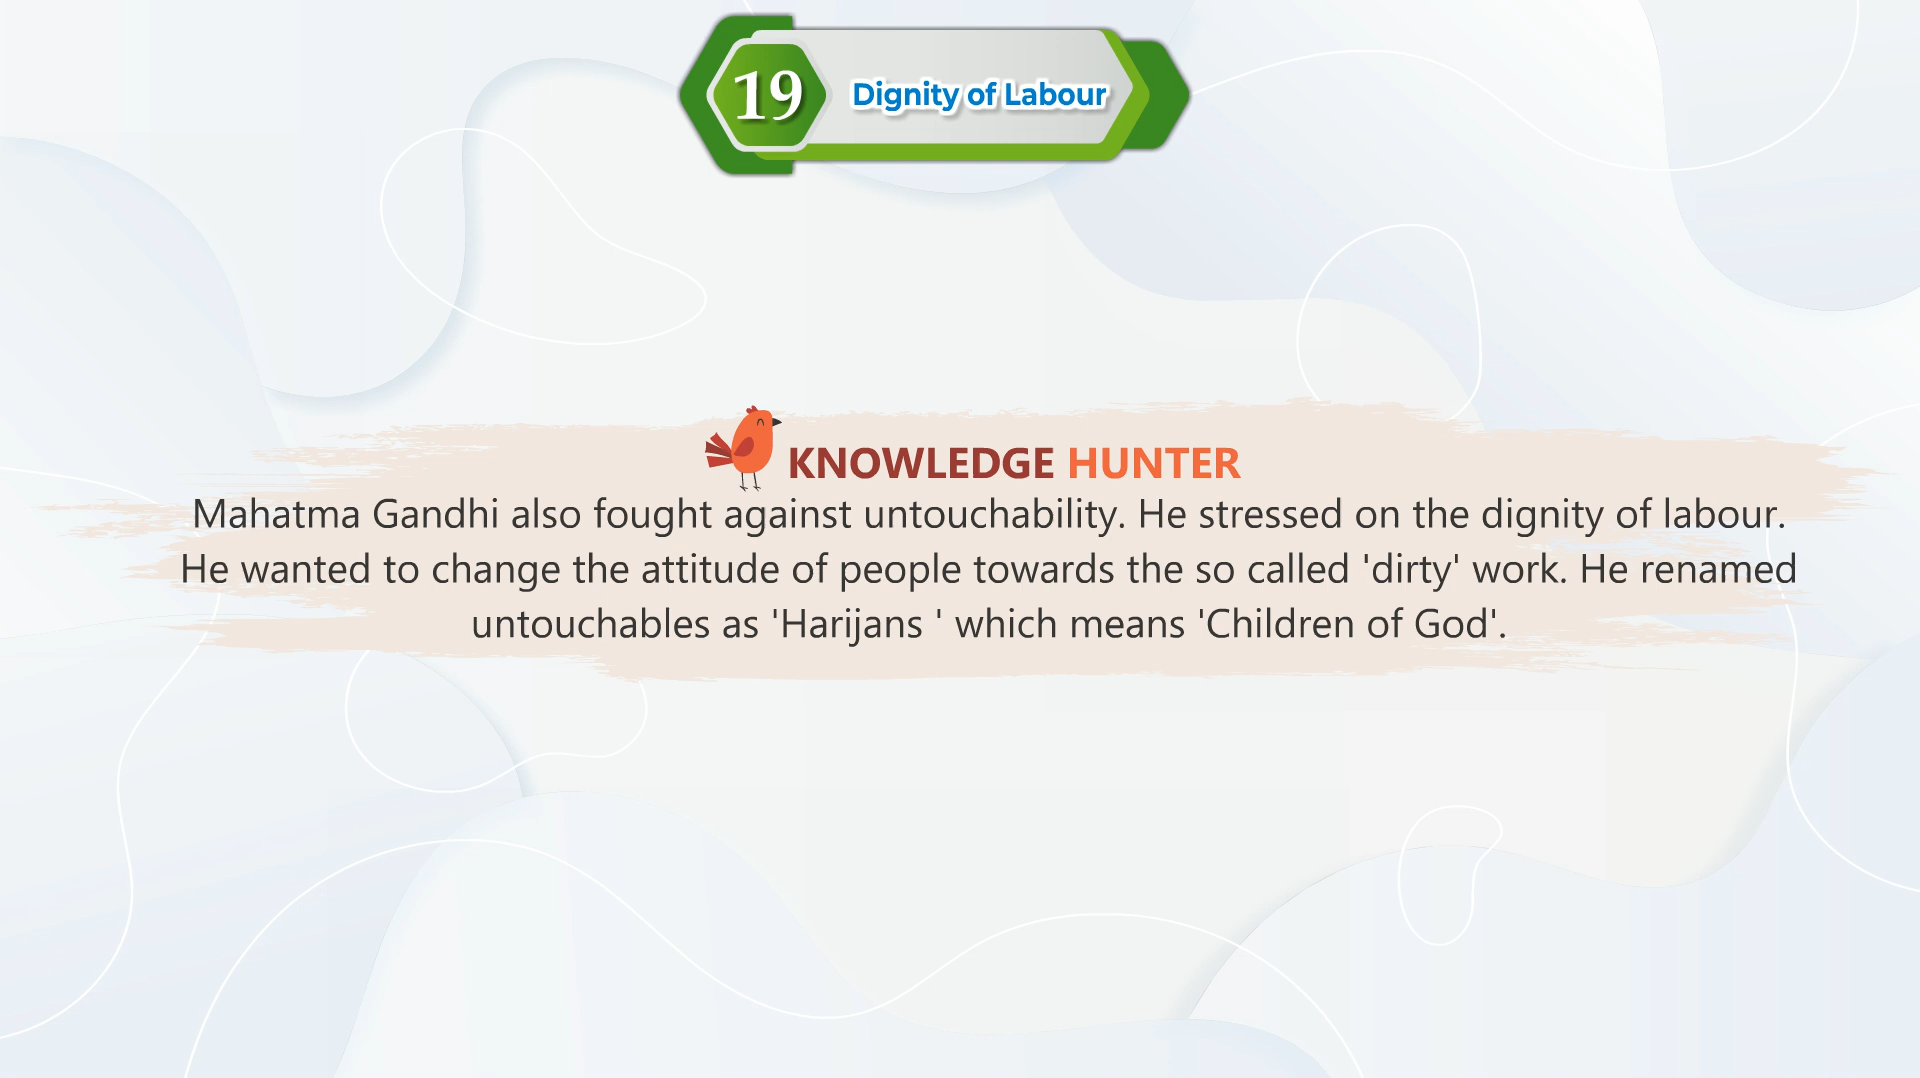 19
Dignity of Labour
KNOWLEDGE HUNTER
Mahatma Gandhi also fought against untouchability. He stressed on the dignity of labour.
He wanted to change the attitude of people towards the so called 'dirty' work. He renamed
untouchables as 'Harijans ' which means 'Children of God'.